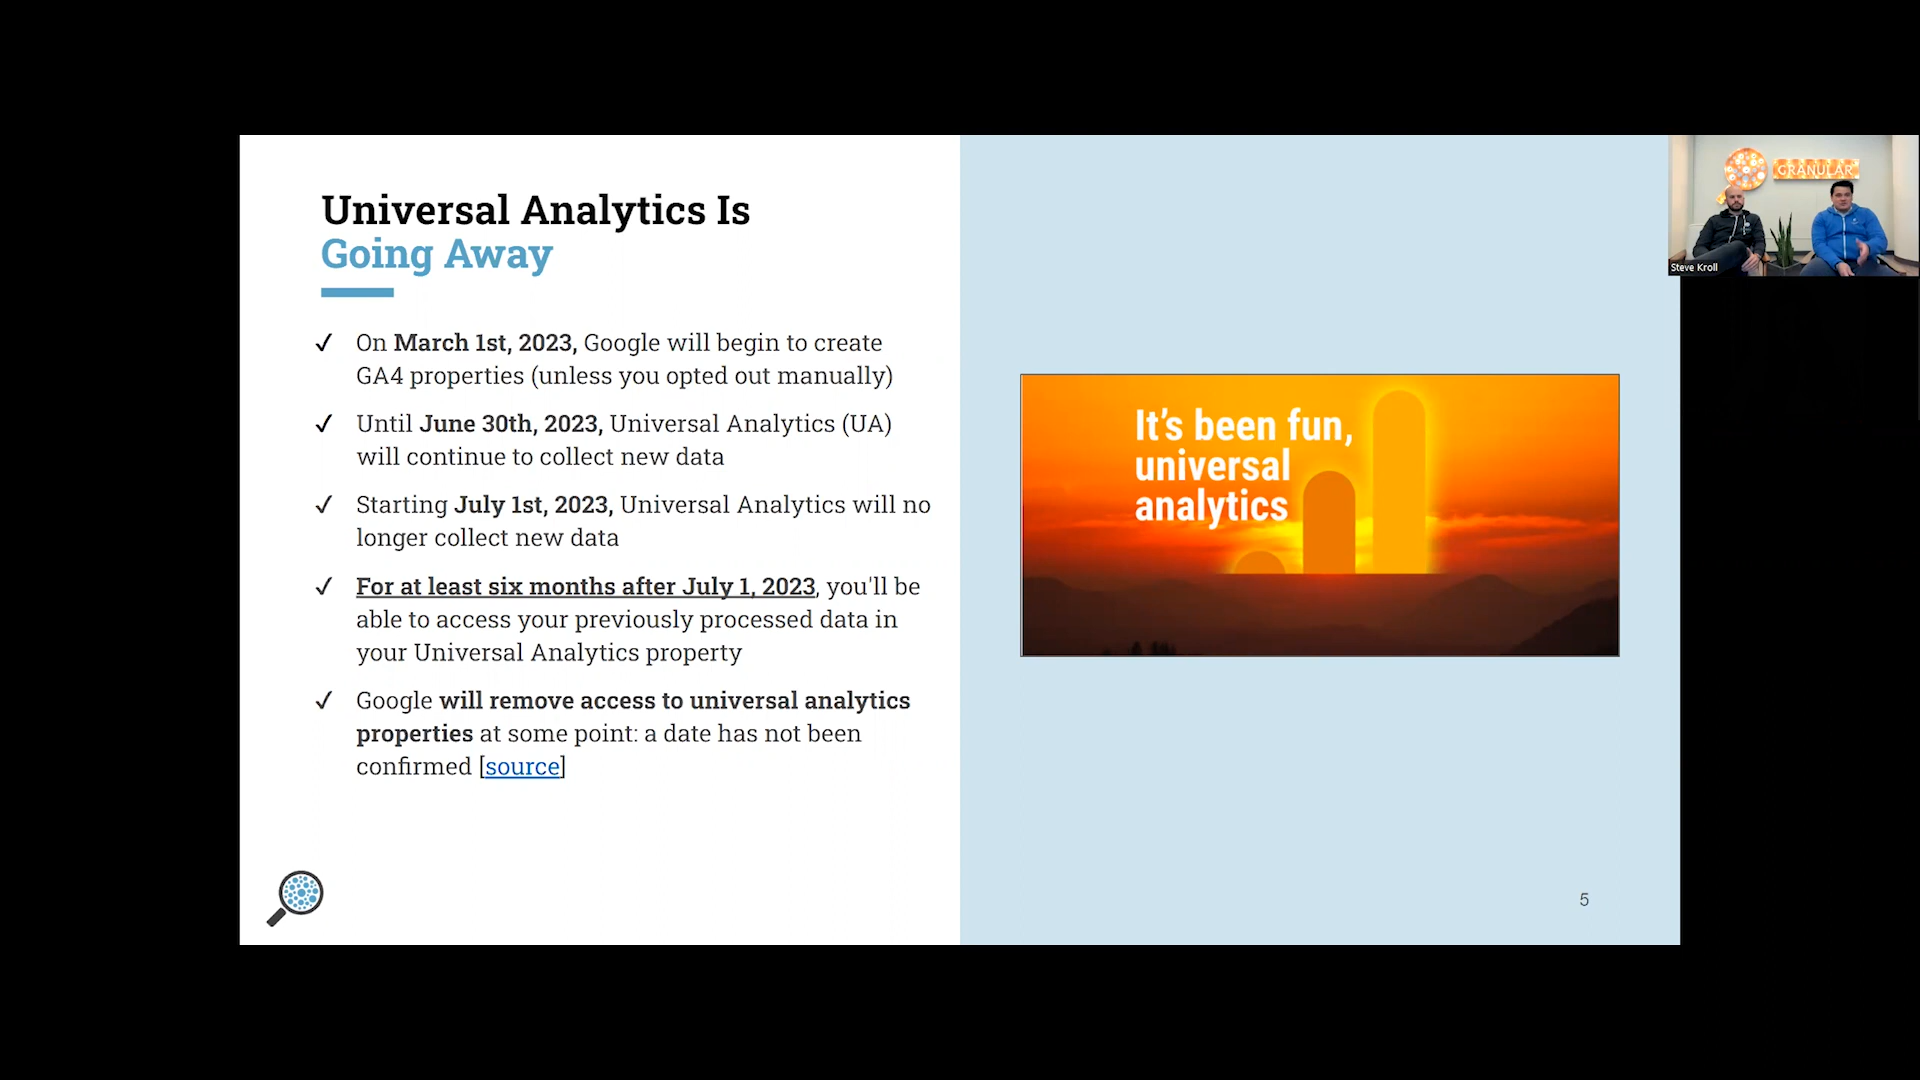 Universal Analytics Is
Going Away
✓ On March 1st, 2023, Google will begin to create
GA4 properties (unless you opted out manually)
✓ Until June 30th, 2023, Universal Analytics (UA)
will continue to collect new data
✓ Starting July 1st, 2023, Universal Analytics will no
longer collect new data
✓ For at least six months after July 1, 2023, you'll be
able to access your previously processed data in
your Universal Analytics property
✓ Google will remove access to universal analytics
properties at some point: a date has not been
confirmed [source]
It's been fun,
universal
analytics
5
GRANULAR
Steve Kroll